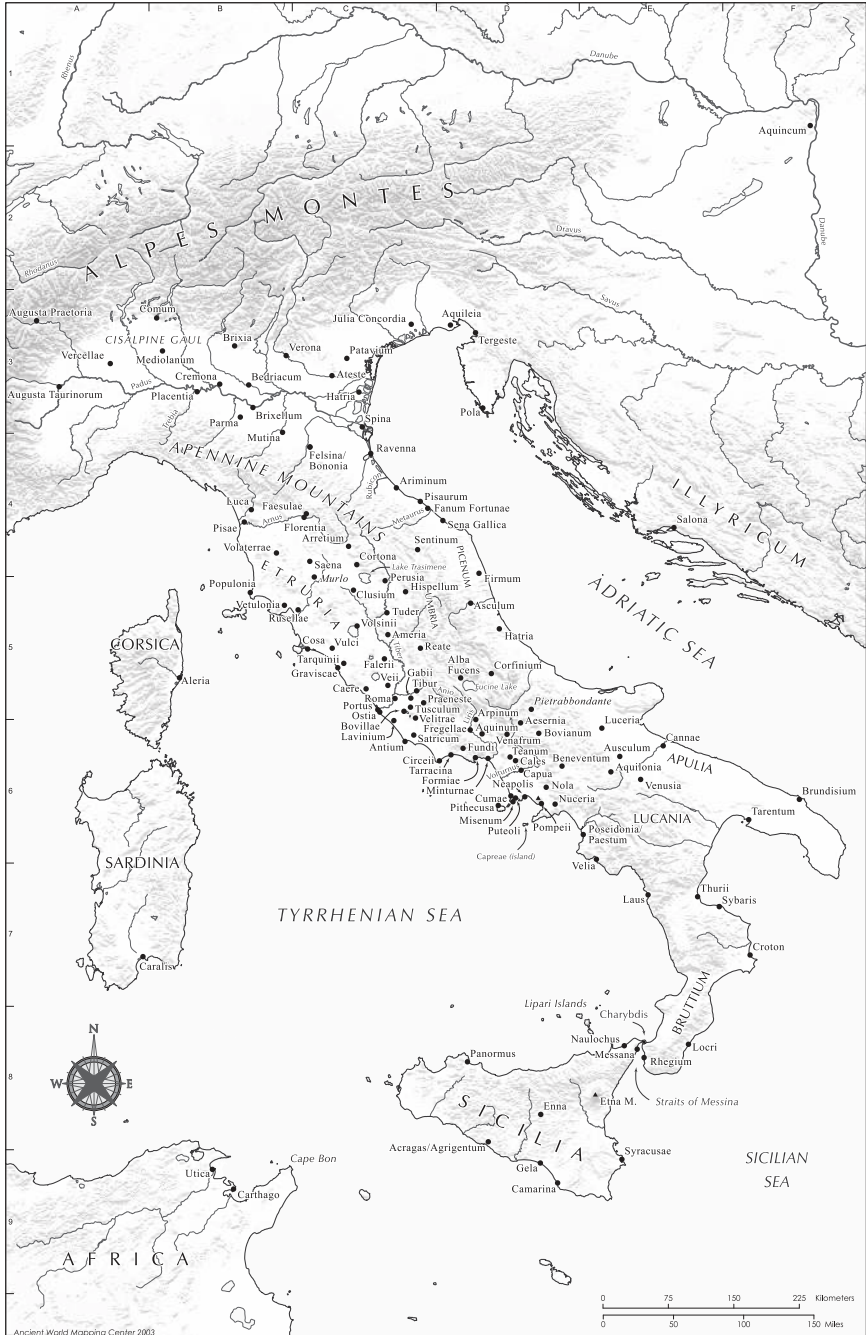 A B C D E F
1
2
3
4
5
6
7
8
9
Rhenus
Danube
Aquincum
Danube
ALPES MONTES
Rhodanus
Dravus
Savus
Augusta Praetoria
Comum
CISALPINE GAUL
Mediolanum
Vercellae
Brixia
Verona
Julia Concordia
Aquileia
Tergeste
Patavium
Ateste
Hatria
Cremona
Bedriacum
Padus
Augusta Taurinorum
Placentia
Trebia
Brixellum
Parma
Mutina
Spina
Pola
Felsina/
Bononia
Ravenna
APENNINE MOUNTAINS
Rubicon
Ariminum
Pisaurum
Fanum Fortunae
Metaurus
Sena Gallica
Luca
Faesulae
Arnus
Pisae
Florentia
Arretium
Sentinum
PICENUM
ILLYRICUM
Salona
Volaterrae
Cortona
Saena
Lake Trasimene
Murlo
Perusia
Hispellum
Firmum
ETRURIA
Populonia
Clusium
Asculum
ADRIATIC SEA
Vetulonia
Rusellae
Tuder
UMBRIA
Volsinii
Ameria
Hatria
CORSICA
Cosa
Vulci
Tiber
Reate
Tarquinii
Falerii
Alba
Fucens
Corfinium
Graviscae
Gabii
Aleria
Veii
Tibur
Anio
Fucine Lake
Caere
Roma
Praeneste
Pietrabbondante
Portus
Tusculum
Arpinum
Aesernia
Luceria
Ostia
Velitrae
Liris
Aquinum
Bovianum
Cannae
Bovillae
Fregellae
Venafrum
Lavinium
Satricum
Teanum
Ausculum
APULIA
Antium
Fundi
Cales
Beneventum
Aquilonia
Circeii
Volturnus
Capua
Tarracina
Neapolis
Venusia
Formiae
Nola
Minturnae
Brundisium
Cumae
Nuceria
Pithecusa
LUCANIA
Tarentum
Misenum
Pompeii
Puteoli
Poseidonia/
Paestum
Capreae (island)
Velia
SARDINIA
Laus
Thurii
Sybaris
TYRRHENIAN SEA
Croton
Caralis
BRUTTIUM
Lipari Islands
Charybdis
N
W E
S
Naulochus
Messana
Locri
Panormus
Rhegium
SICILIA
Etna M.
Straits of Messina
Enna
Acragas/Agrigentum
Syracusae
SICILIAN
SEA
Cape Bon
Gela
Utica
Camarina
Carthago
AFRICA
0 75 150 225 Kilometers
0 50 100 150 Miles
Ancient World Mapping Center 2003